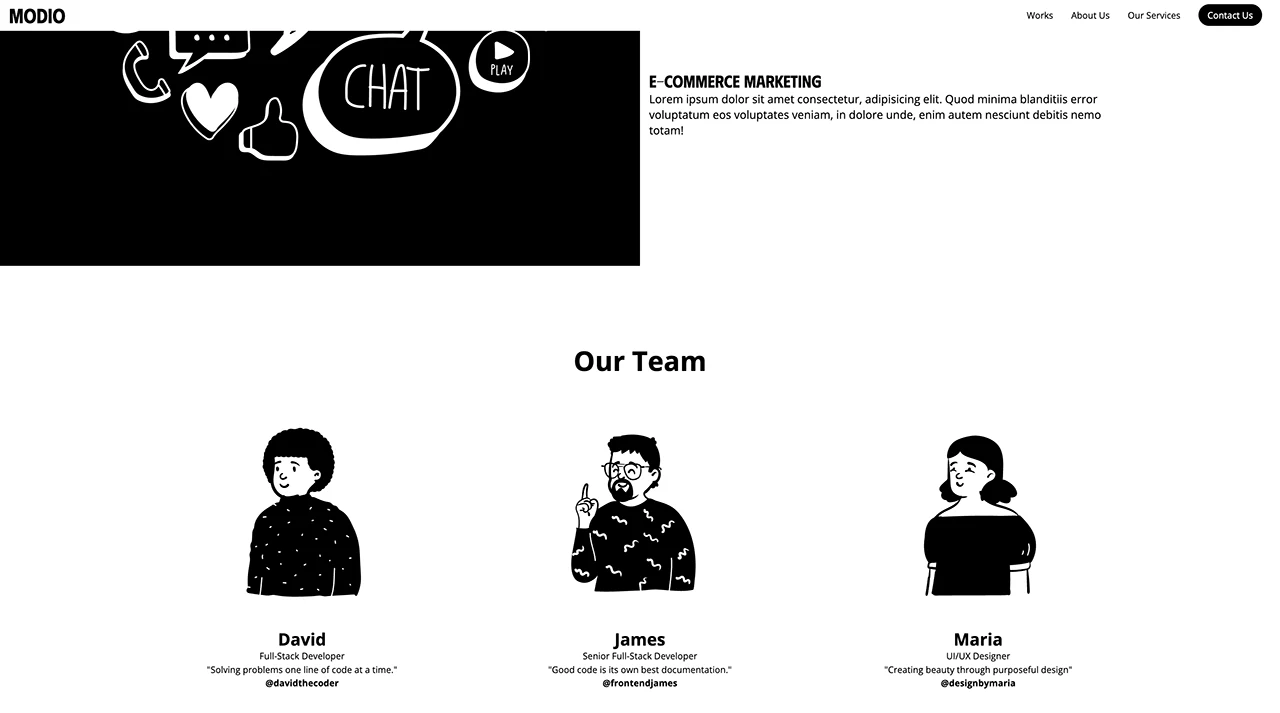 MODIO
Works
About Us
Our Services
Contact Us
CHAT
PLAY
E-COMMERCE MARKETING
Lorem ipsum dolor sit amet consectetur, adipisicing elit. Quod minima blanditiis error
voluptatum eos voluptates veniam, in dolore unde, enim autem nesciunt debitis nemo
totam!
Our Team
David
Full-Stack Developer
"Solving problems one line of code at a time."
@davidthecoder
James
Senior Full-Stack Developer
"Good code is its own best documentation."
@frontendjames
Maria
UI/UX Designer
"Creating beauty through purposeful design"
@designbymaria